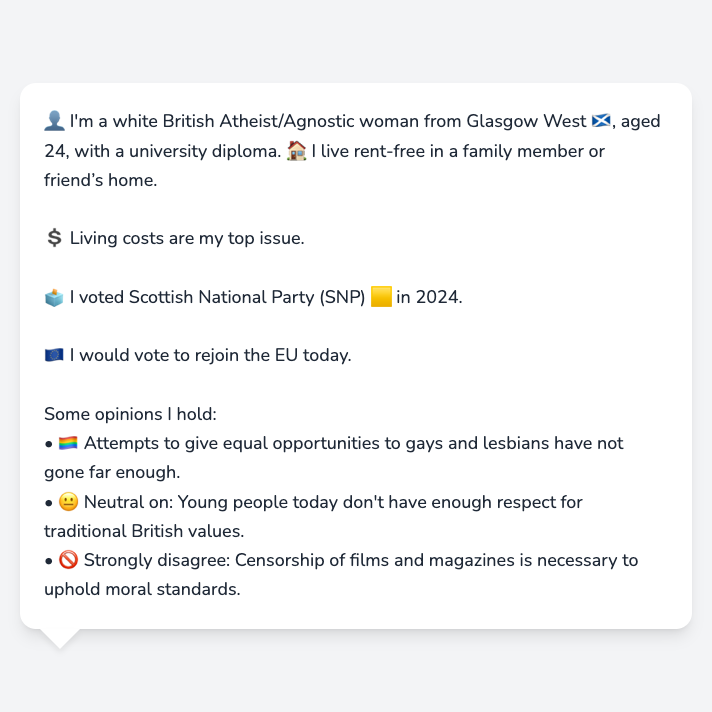 👤 I'm a white British Atheist/Agnostic woman from Glasgow West 🏴󠁧󠁢󠁳󠁣󠁴󠁿, aged
24, with a university diploma. 🏠 I live rent-free in a family member or
friend’s home.
💲 Living costs are my top issue.
🗳️ I voted Scottish National Party (SNP) 🟨 in 2024.
🇪🇺 I would vote to rejoin the EU today.
Some opinions I hold:
• 🏳️‍🌈 Attempts to give equal opportunities to gays and lesbians have not
gone far enough.
• 😐 Neutral on: Young people today don't have enough respect for
traditional British values.
• 🚫 Strongly disagree: Censorship of films and magazines is necessary to
uphold moral standards.